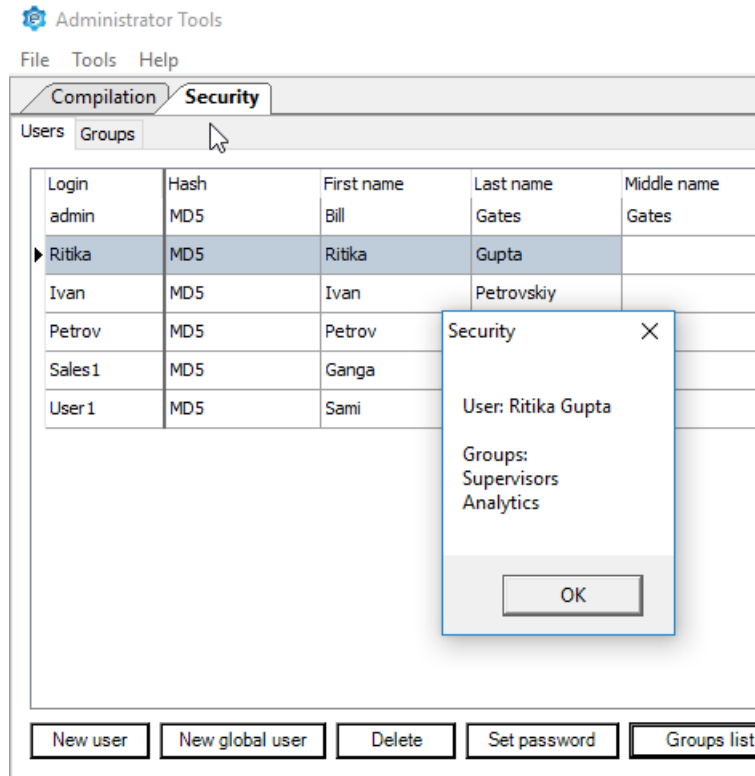 Administrator Tools
File Tools Help
Compilation Security
Users Groups
Login Hash First name Last name Middle name
admin MD5 Bill Gates Gates
Ritika MD5 Ritika Gupta
Ivan MD5 Ivan Petrovskiy
Petrov MD5 Petrov
Sales1 MD5 Ganga
User1 MD5 Sami
Security
User: Ritika Gupta
Groups:
Supervisors
Analytics
OK
New user New global user Delete Set password Groups list